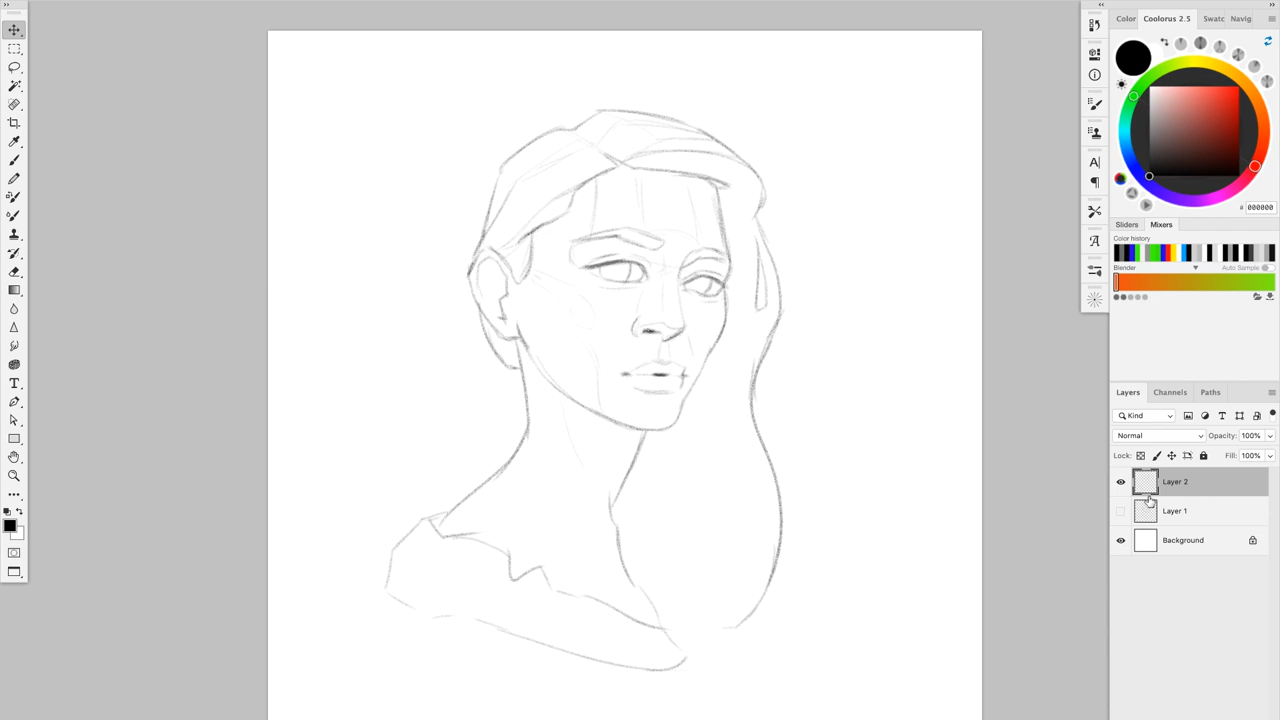 Color Coolorus 2.5 Swatc Navig
# 000000
Sliders Mixers
Color history
Blender Auto Sample
Layers Channels Paths
Kind
Normal Opacity: 100%
Lock: Fill: 100%
Layer 2
Layer 1
Background